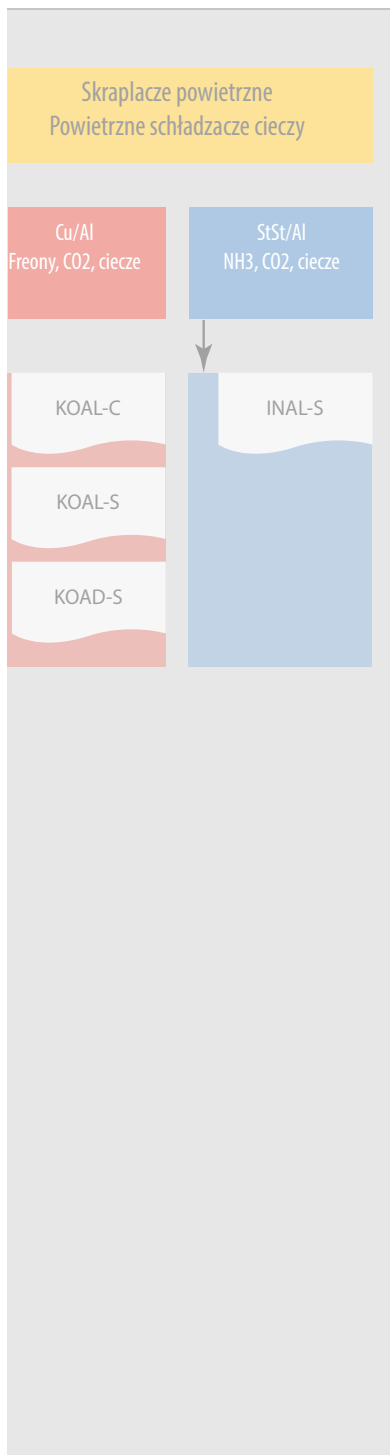 Skraplacze powietrzne
Powietrzne schładzacze cieczy
Cu/Al
Freony, CO2, ciecze
StSt/Al
NH3, CO2, ciecze
KOAL-C
KOAL-S
KOAD-S
INAL-S